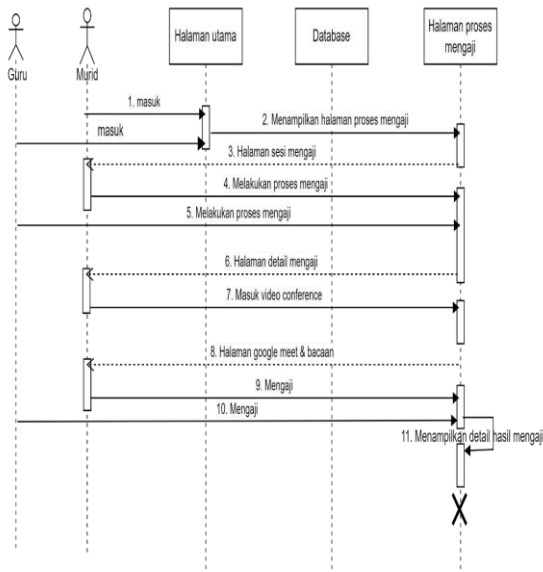 Halaman utama
Database
Halaman proses
mengaji
Guru
Murid
1. masuk
masuk
2. Menampilkan halaman proses mengaji
3. Halaman sesi mengaji
4. Melakukan proses mengaji
5. Melakukan proses mengaji
6. Halaman detail mengaji
7. Masuk video conference
8. Halaman google meet & bacaan
9. Mengaji
10. Mengaji
11. Menampilkan detail hasil mengaji